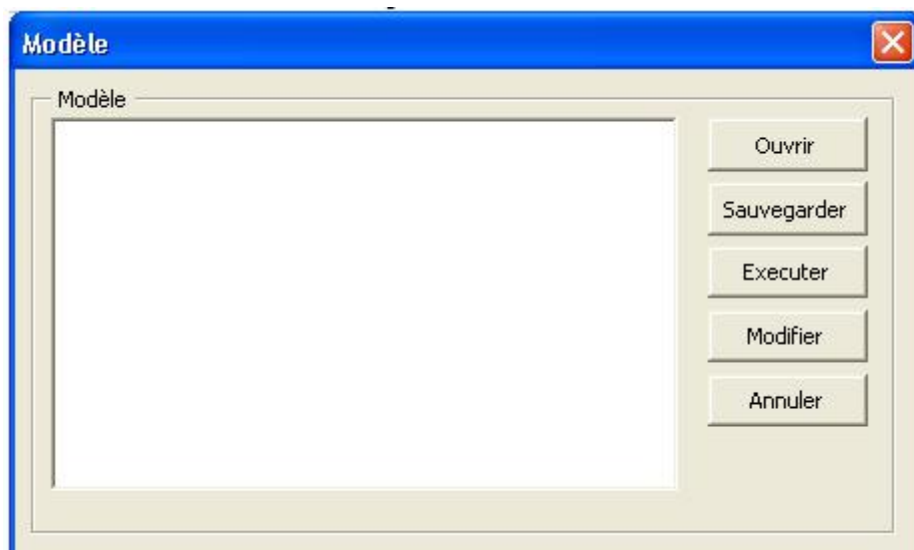 Modèle
Modèle
Ouvrir
Sauvegarder
Executer
Modifier
Annuler